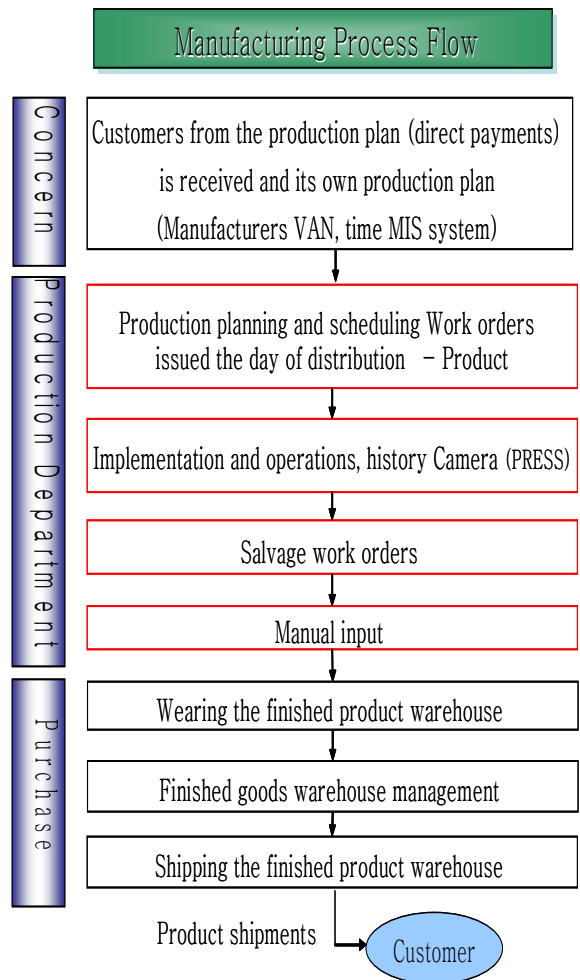 Manufacturing Process Flow
Concern
Customers from the production plan (direct payments)
is received and its own production plan
(Manufacturers VAN, time MIS system)
Production Department
Production planning and scheduling Work orders
issued the day of distribution - Product
Implementation and operations, history Camera (PRESS)
Salvage work orders
Manual input
Purchase
Wearing the finished product warehouse
Finished goods warehouse management
Shipping the finished product warehouse
Product shipments
Customer